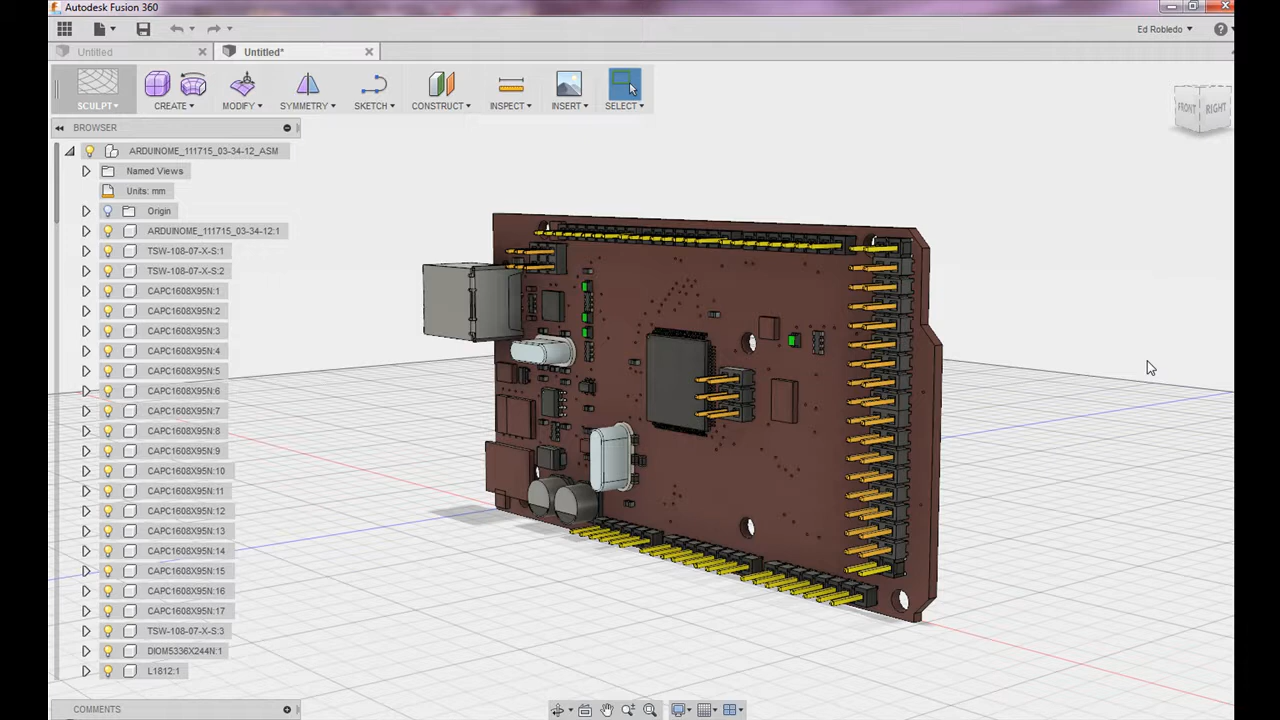 Autodesk Fusion 360
Ed Robledo
Untitled
Untitled*
SCULPT
CREATE
MODIFY
SYMMETRY
SKETCH
CONSTRUCT
INSPECT
INSERT
SELECT
FRONT
RIGHT
BROWSER
ARDUINOME_111715_03-34-12_ASM
Named Views
Units: mm
Origin
ARDUINOME_111715_03-34-12:1
TSW-108-07-X-S:1
TSW-108-07-X-S:2
CAPC1608X95N:1
CAPC1608X95N:2
CAPC1608X95N:3
CAPC1608X95N:4
CAPC1608X95N:5
CAPC1608X95N:6
CAPC1608X95N:7
CAPC1608X95N:8
CAPC1608X95N:9
CAPC1608X95N:10
CAPC1608X95N:11
CAPC1608X95N:12
CAPC1608X95N:13
CAPC1608X95N:14
CAPC1608X95N:15
CAPC1608X95N:16
CAPC1608X95N:17
TSW-108-07-X-S:3
DIOM5336X244N:1
L1812:1
COMMENTS